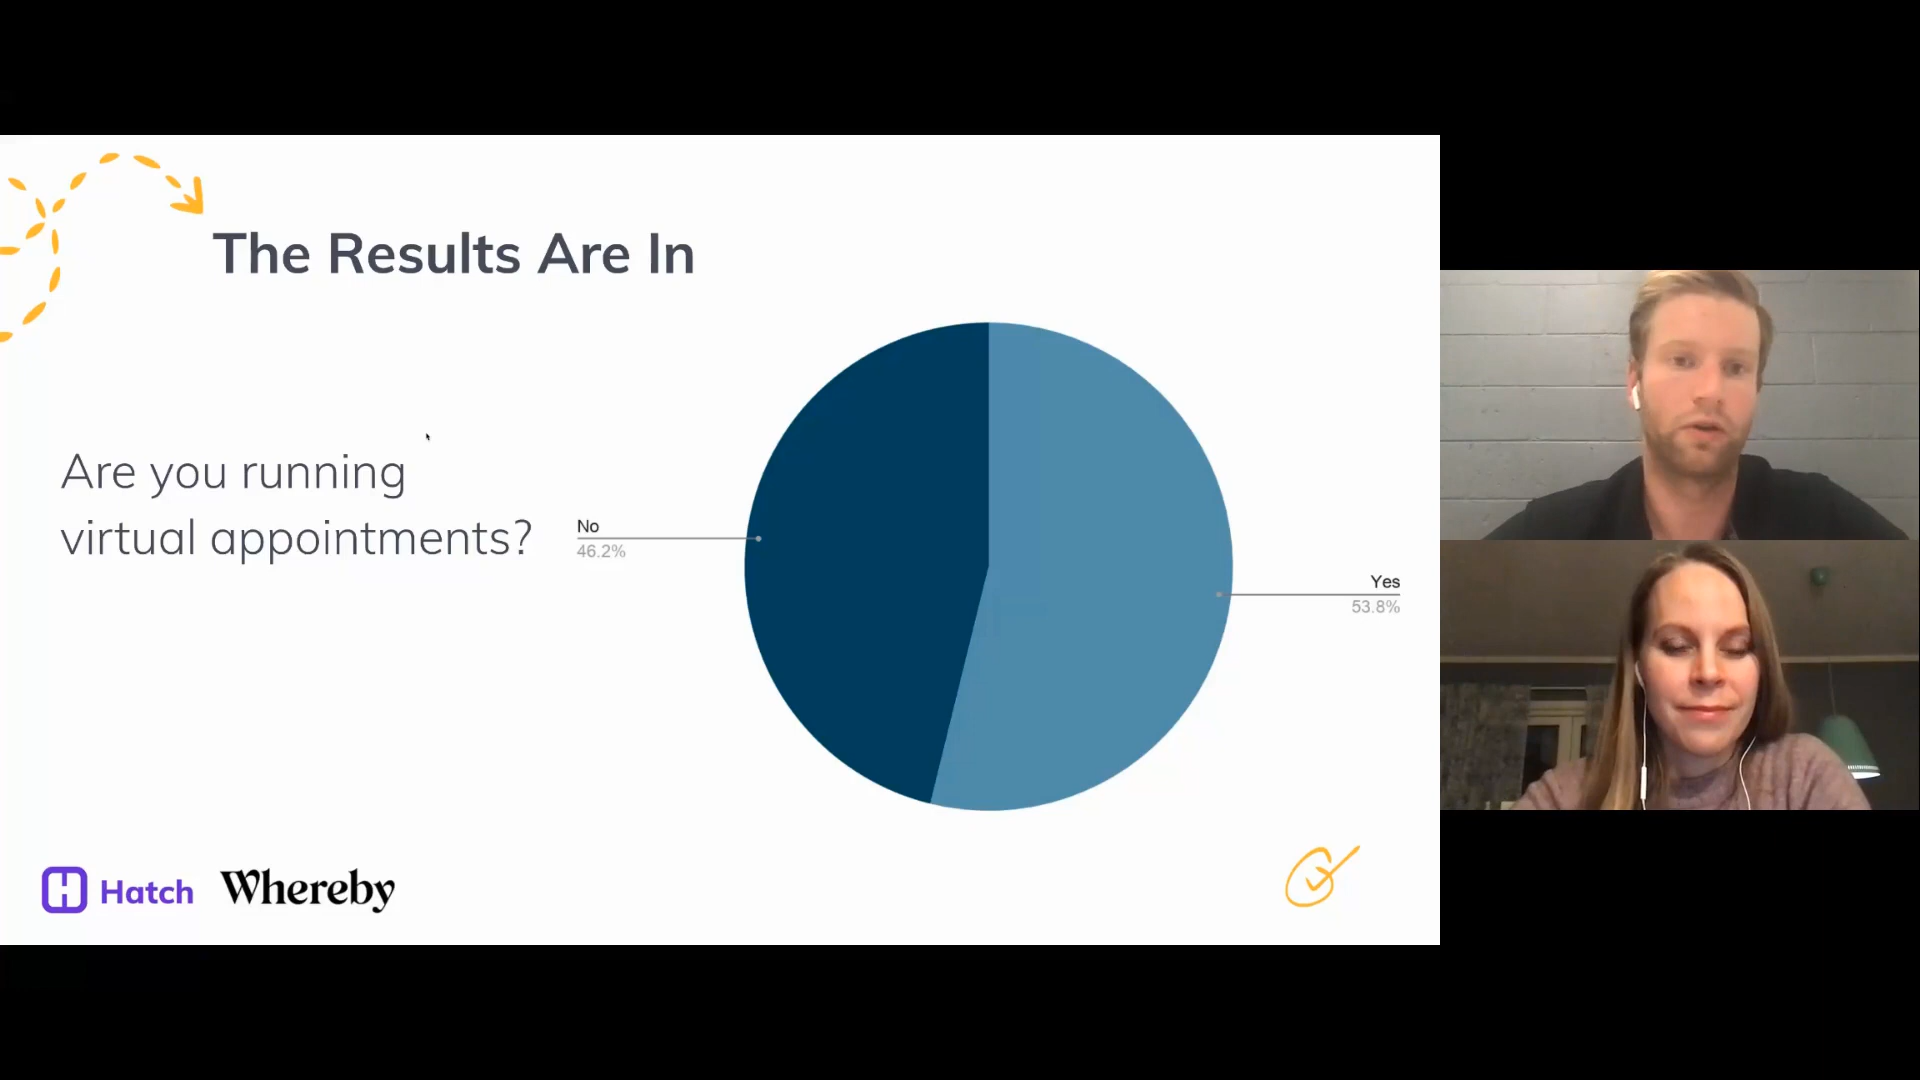 The Results Are In
Are you running
virtual appointments?
No
46.2%
Yes
53.8%
Hatch
Whereby